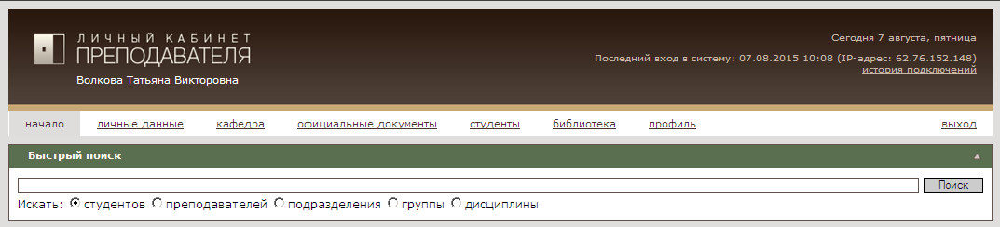 ЛИЧНЫЙ КАБИНЕТ
ПРЕПОДАВАТЕЛЯ
Волкова Татьяна Викторовна
Сегодня 7 августа, пятница
Последний вход в систему: 07.08.2015 10:08 (IP-адрес: 62.76.152.148)
история подключений
начало личные данные кафедра официальные документы студенты библиотека профиль выход
Быстрый поиск
Поиск
Искать: студентов преподавателей подразделения группы дисциплины